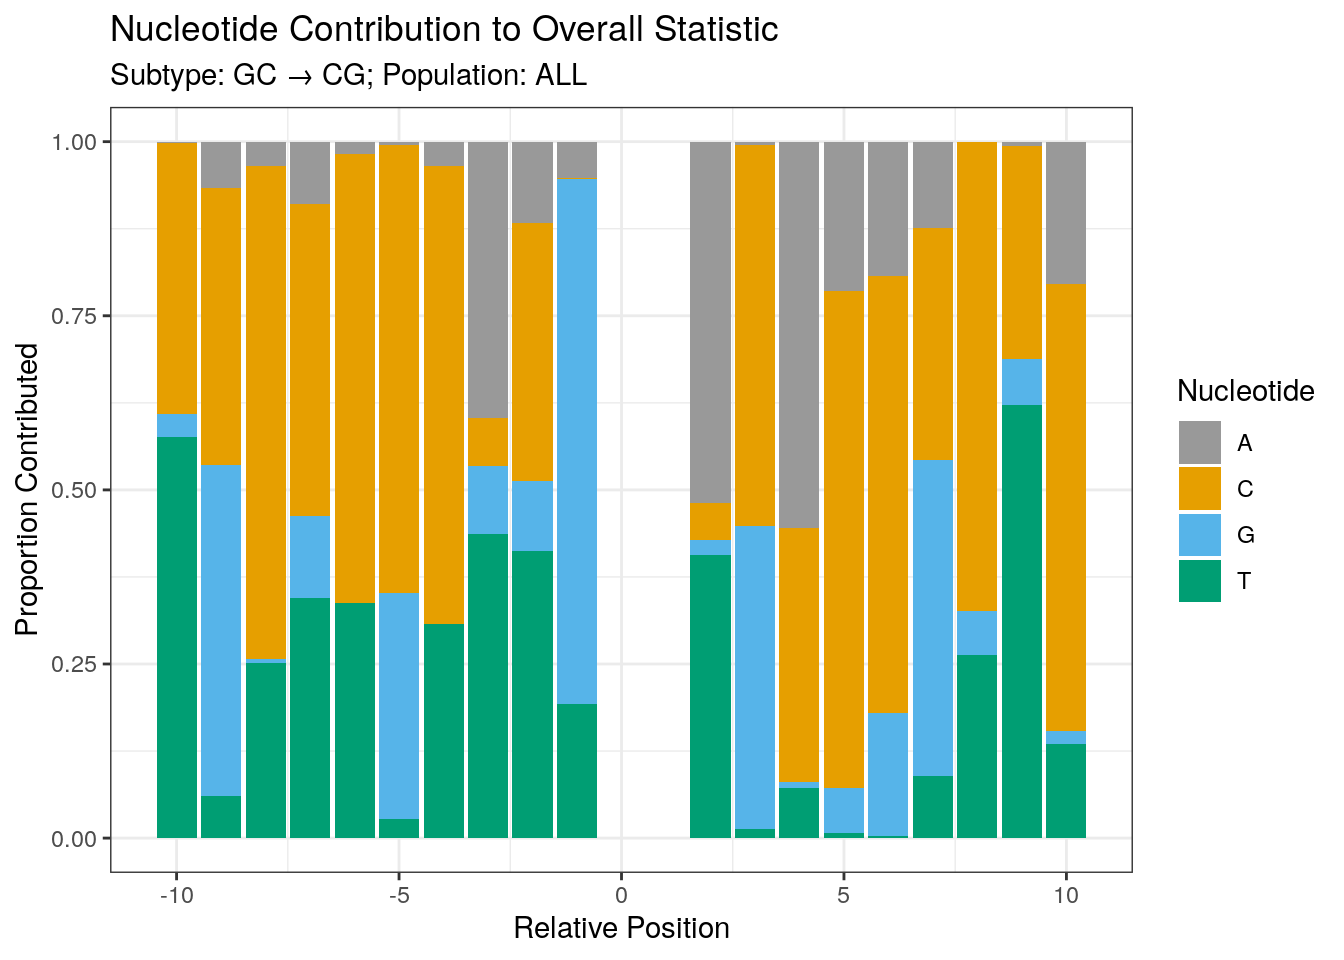 Nucleotide Contribution to Overall Statistic
Subtype: GC → CG; Population: ALL
Proportion Contributed
1.00
0.75
0.50
0.25
0.00
-10
-5
0
5
10
Relative Position
Nucleotide
A
C
G
T